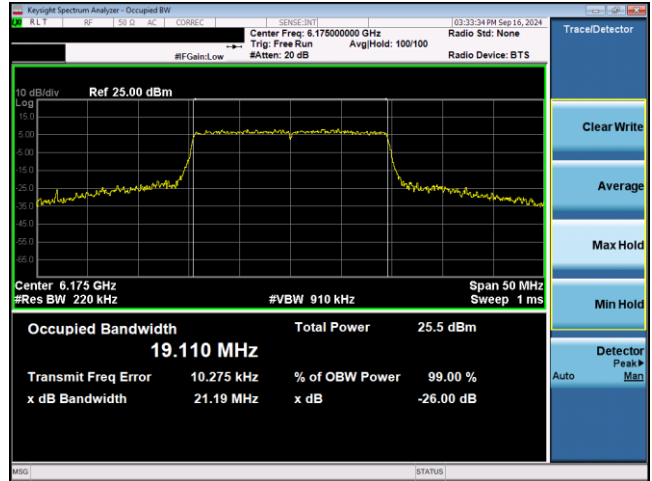 Keysight Spectrum Analyzer - Occupied BW
RLT RF 50 Ω AC CORREC SENSE:INT 03:33:34 PM Sep 16, 2024
Center Freq: 6.175000000 GHz Radio Std: None
Trig: Free Run Avg|Hold: 100/100
#IFGain:Low #Atten: 20 dB Radio Device: BTS
Trace/Detector
10 dB/div Ref 25.00 dBm
Log
15.0
5.00
-5.00
-15.0
-25.0
-35.0
-45.0
-55.0
-65.0
Center 6.175 GHz Span 50 MHz
#Res BW 220 kHz #VBW 910 kHz Sweep 1 ms
Occupied Bandwidth Total Power 25.5 dBm
19.110 MHz
Transmit Freq Error 10.275 kHz % of OBW Power 99.00 %
x dB Bandwidth 21.19 MHz x dB -26.00 dB
Clear Write
Average
Max Hold
Min Hold
Detector
Peak▶
Auto Man
MSG STATUS